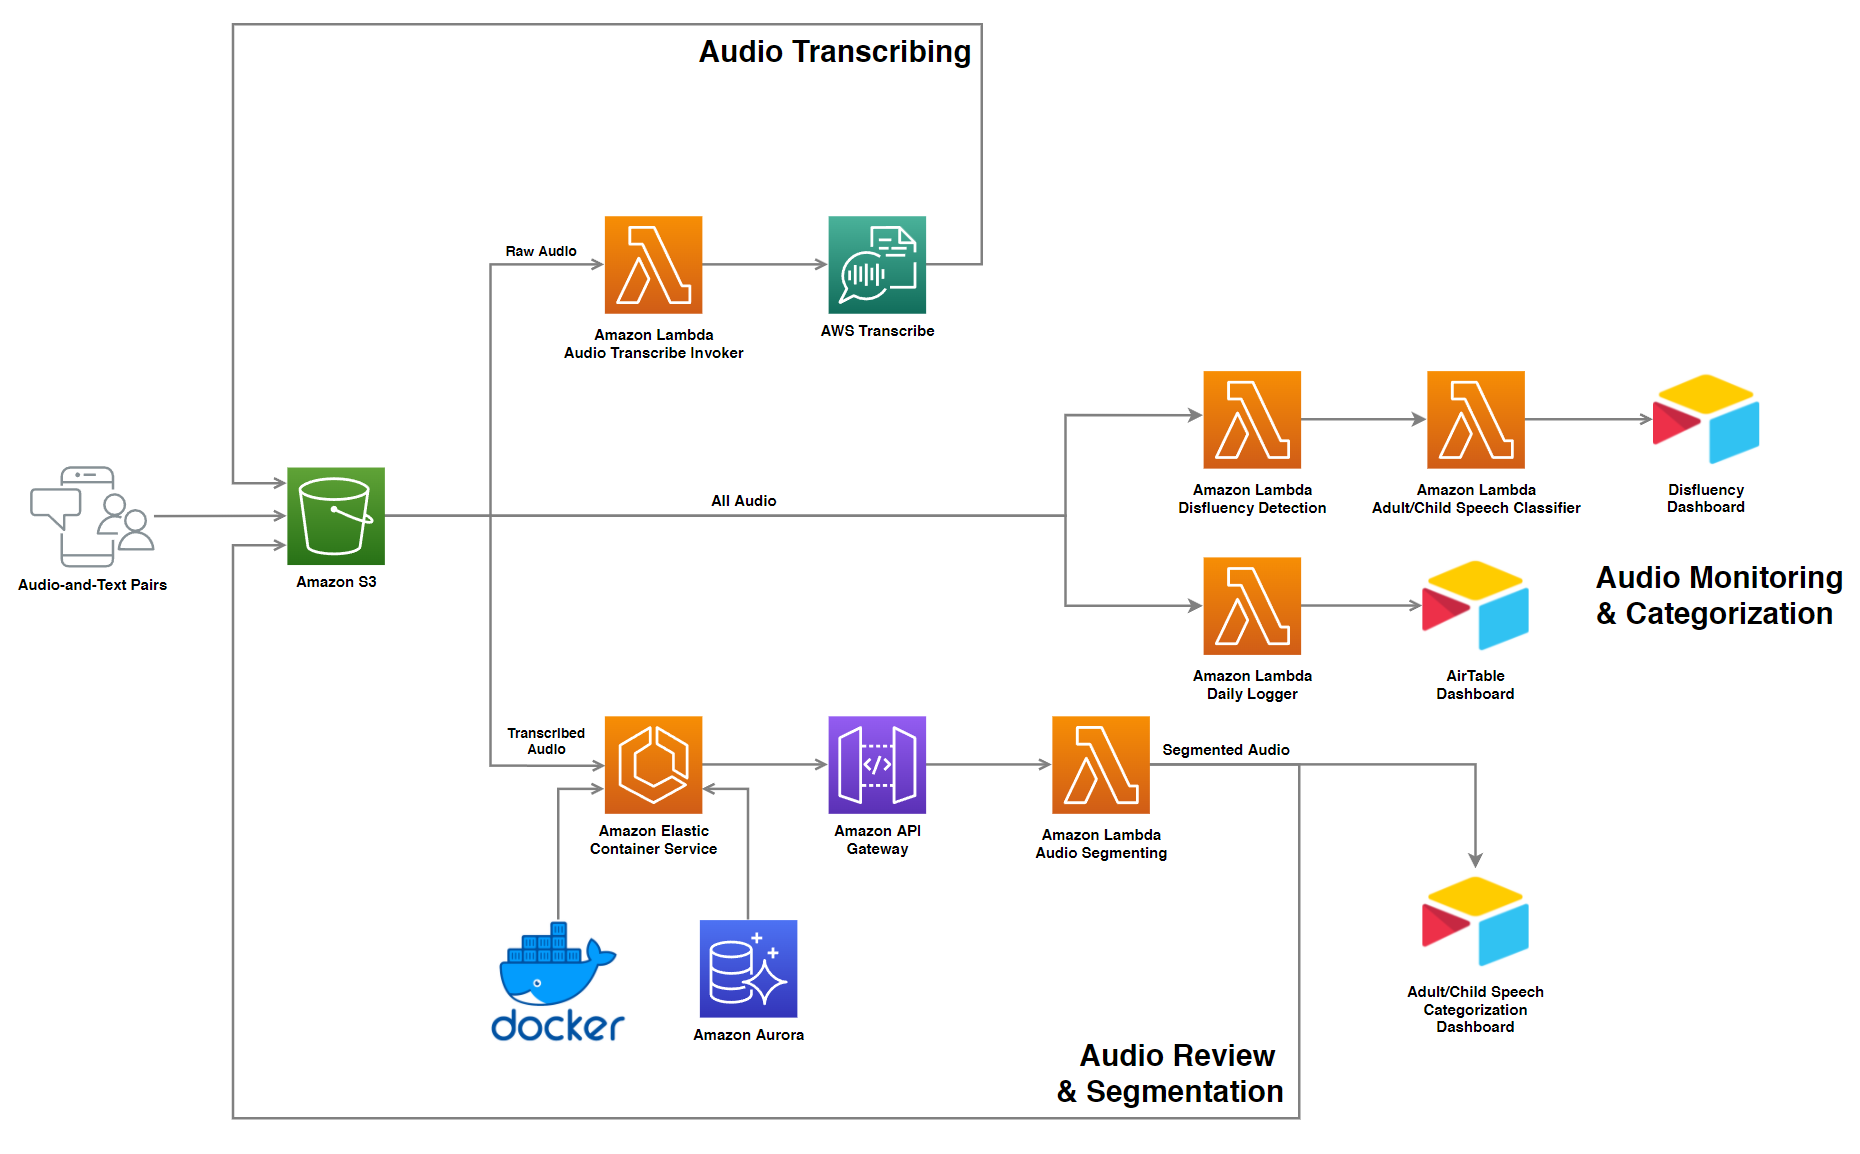 Audio Transcribing
Raw Audio
Amazon Lambda
Audio Transcribe Invoker
AWS Transcribe
All Audio
Amazon Lambda
Disfluency Detection
Amazon Lambda
Adult/Child Speech Classifier
Disfluency
Dashboard
Audio-and-Text Pairs
Amazon S3
Audio Monitoring
& Categorization
Amazon Lambda
Daily Logger
AirTable
Dashboard
Transcribed
Audio
Segmented Audio
Amazon Elastic
Container Service
Amazon API
Gateway
Amazon Lambda
Audio Segmenting
docker
Amazon Aurora
Adult/Child Speech
Categorization
Dashboard
Audio Review
& Segmentation